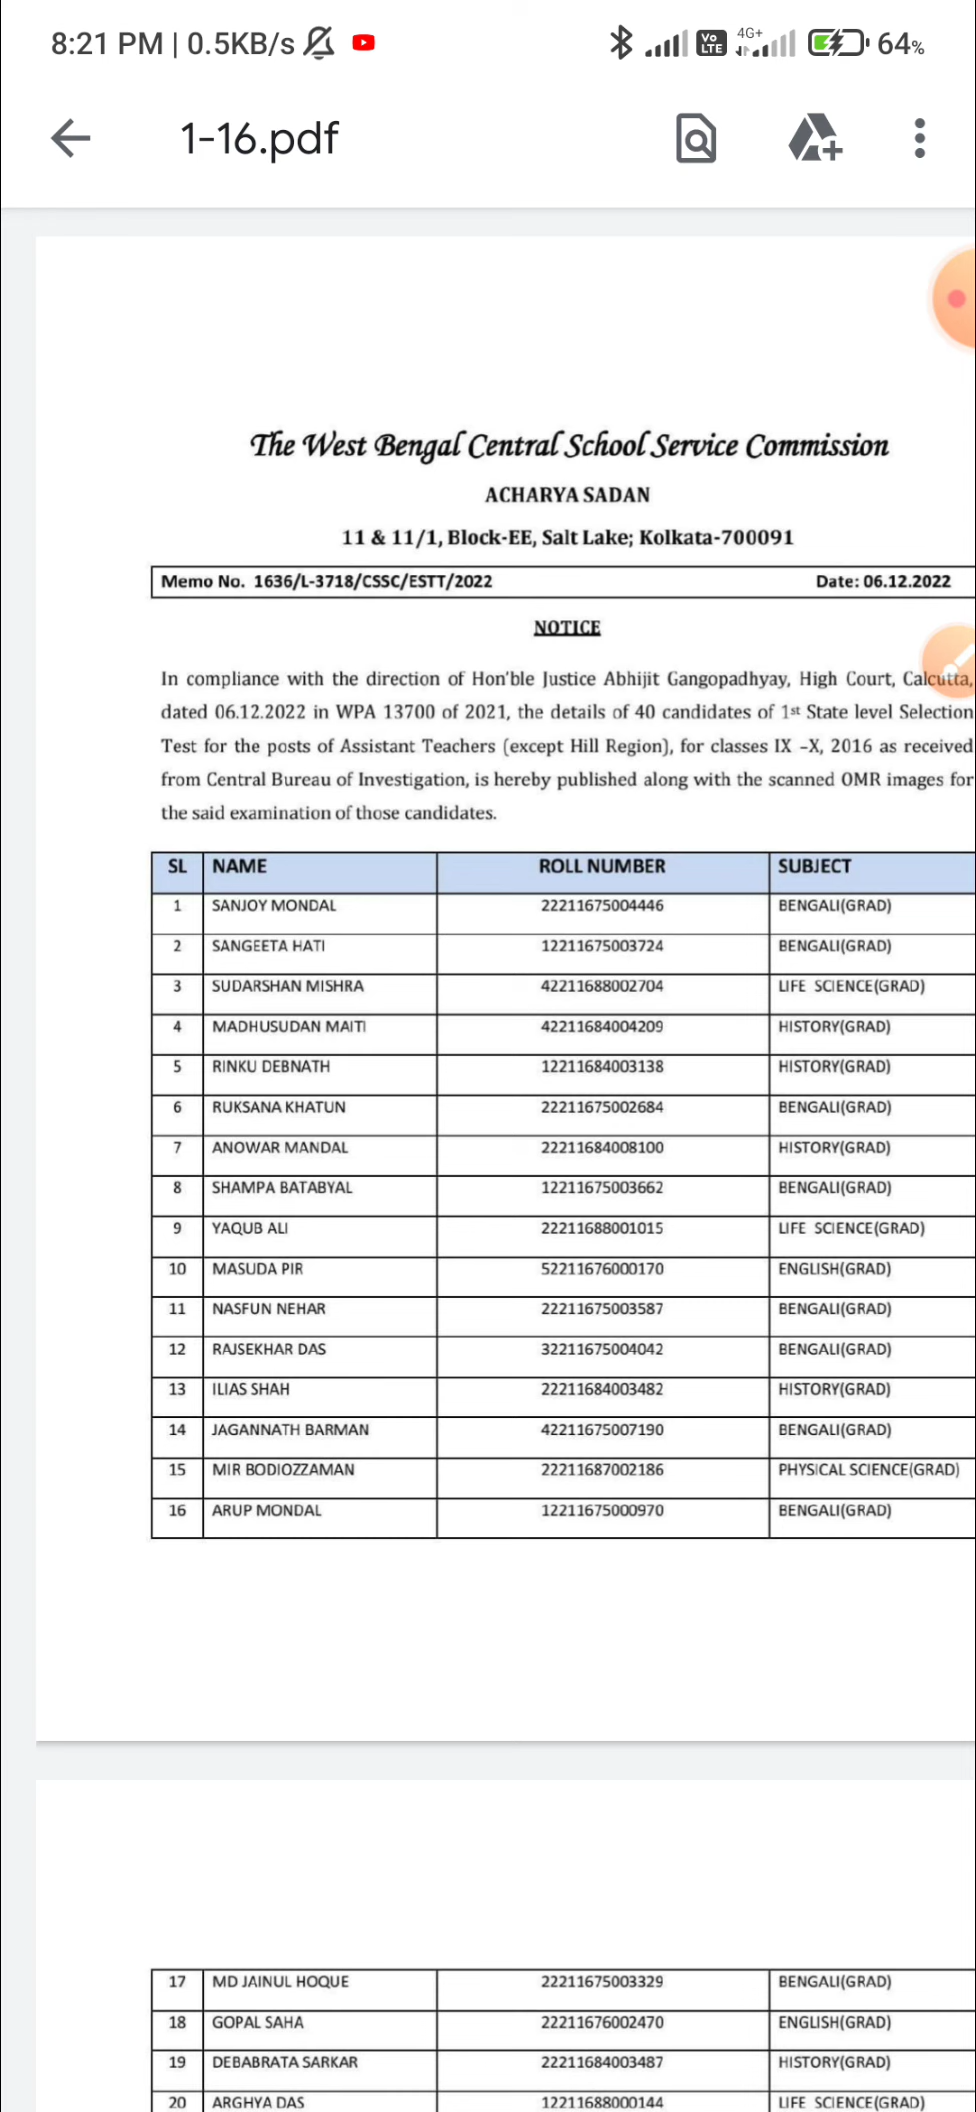 8:21 PM | 0.5KB/s
Vo LTE 4G+ 64%
1-16.pdf
The West Bengal Central School Service Commission
ACHARYA SADAN
11 & 11/1, Block-EE, Salt Lake; Kolkata-700091
Memo No. 1636/L-3718/CSSC/ESTT/2022 Date: 06.12.2022
NOTICE
In compliance with the direction of Hon'ble Justice Abhijit Gangopadhyay, High Court, Calcutta,
dated 06.12.2022 in WPA 13700 of 2021, the details of 40 candidates of 1st State level Selection
Test for the posts of Assistant Teachers (except Hill Region), for classes IX –X, 2016 as received
from Central Bureau of Investigation, is hereby published along with the scanned OMR images for
the said examination of those candidates.
SL NAME ROLL NUMBER SUBJECT
1 SANJOY MONDAL 22211675004446 BENGALI(GRAD)
2 SANGEETA HATI 12211675003724 BENGALI(GRAD)
3 SUDARSHAN MISHRA 42211688002704 LIFE SCIENCE(GRAD)
4 MADHUSUDAN MAITI 42211684004209 HISTORY(GRAD)
5 RINKU DEBNATH 12211684003138 HISTORY(GRAD)
6 RUKSANA KHATUN 22211675002684 BENGALI(GRAD)
7 ANOWAR MANDAL 22211684008100 HISTORY(GRAD)
8 SHAMPA BATABYAL 12211675003662 BENGALI(GRAD)
9 YAQUB ALI 22211688001015 LIFE SCIENCE(GRAD)
10 MASUDA PIR 52211676000170 ENGLISH(GRAD)
11 NASFUN NEHAR 22211675003587 BENGALI(GRAD)
12 RAJSEKHAR DAS 32211675004042 BENGALI(GRAD)
13 ILIAS SHAH 22211684003482 HISTORY(GRAD)
14 JAGANNATH BARMAN 42211675007190 BENGALI(GRAD)
15 MIR BODIOZZAMAN 22211687002186 PHYSICAL SCIENCE(GRAD)
16 ARUP MONDAL 12211675000970 BENGALI(GRAD)
17 MD JAINUL HOQUE 22211675003329 BENGALI(GRAD)
18 GOPAL SAHA 22211676002470 ENGLISH(GRAD)
19 DEBABRATA SARKAR 22211684003487 HISTORY(GRAD)
20 ARGHYA DAS 12211688000144 LIFE SCIENCE(GRAD)